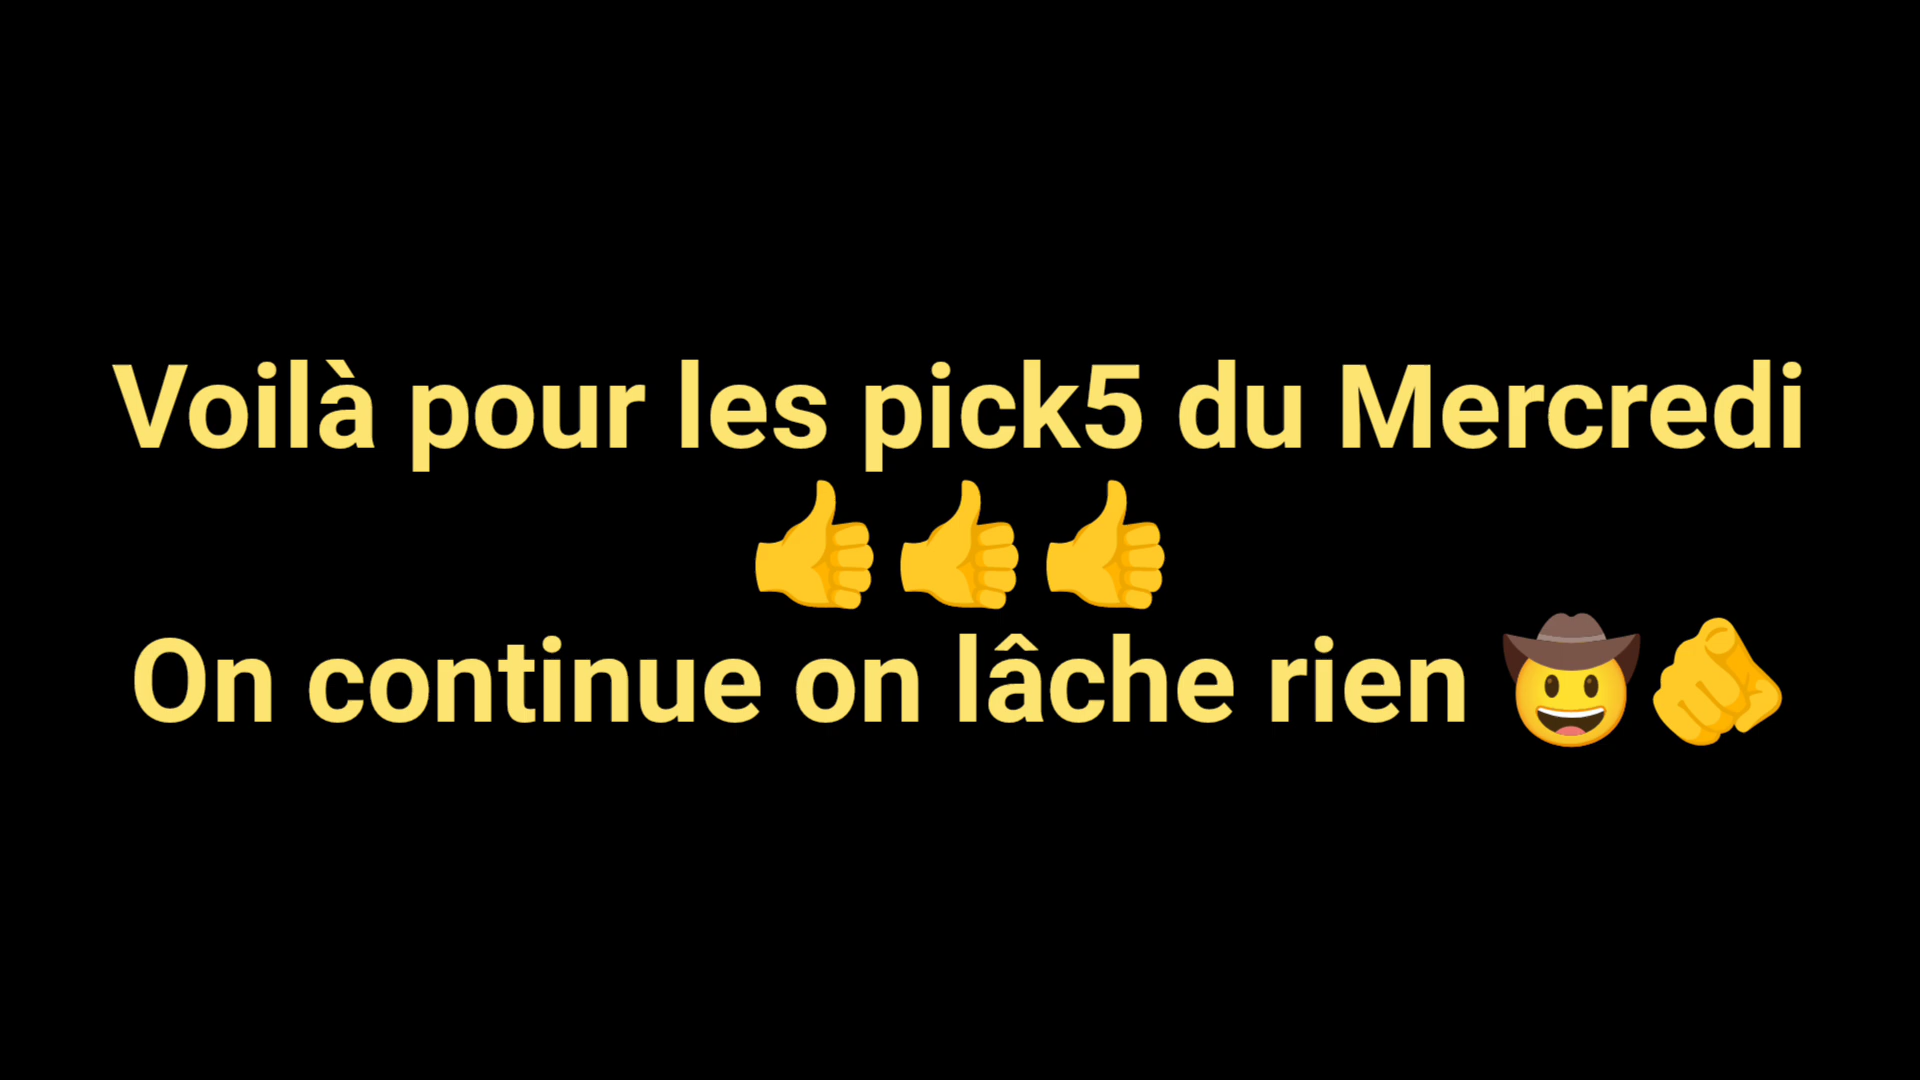 Voilà pour les pick5 du Mercredi
👍👍👍
On continue on lâche rien 🤠🫵